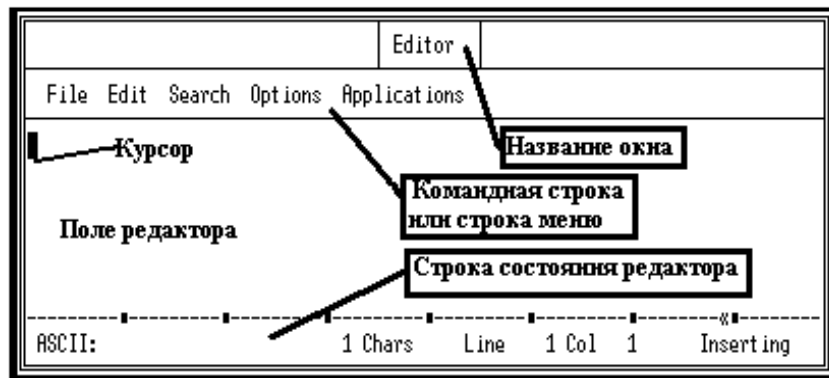 Editor
File Edit Search Options Applications
Курсор
Название окна
Командная строка
или строка меню
Поле редактора
Строка состояния редактора
ASCII: 1 Chars Line 1 Col 1 Inserting